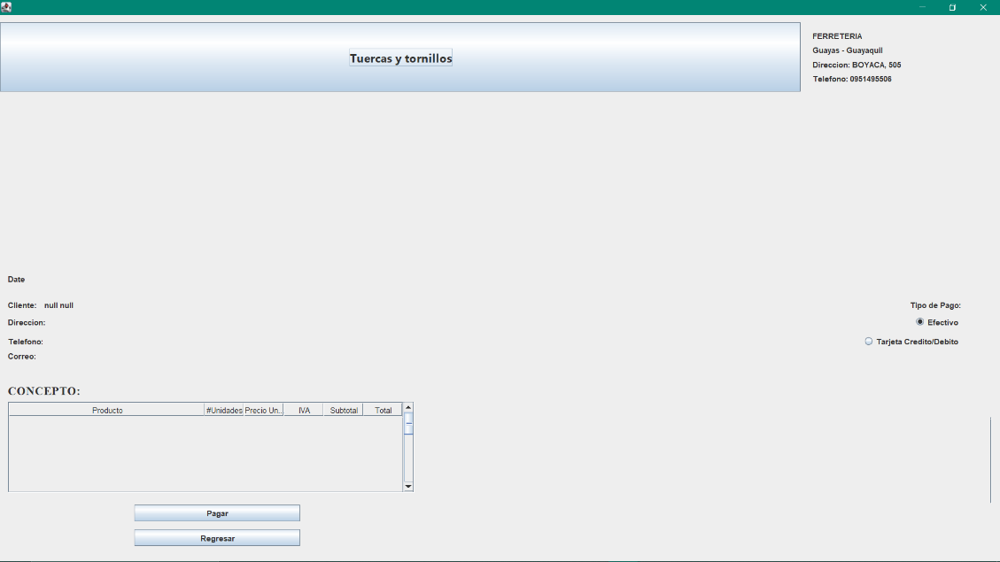 Tuercas y tornillos
FERRETERIA
Guayas - Guayaquil
Direccion: BOYACA, 505
Telefono: 0951495506
Date
Cliente: null null
Direccion:
Telefono:
Correo:
Tipo de Pago:
Efectivo
Tarjeta Credito/Debito
CONCEPTO:
Producto #Unidades Precio Un... IVA Subtotal Total
Pagar
Regresar